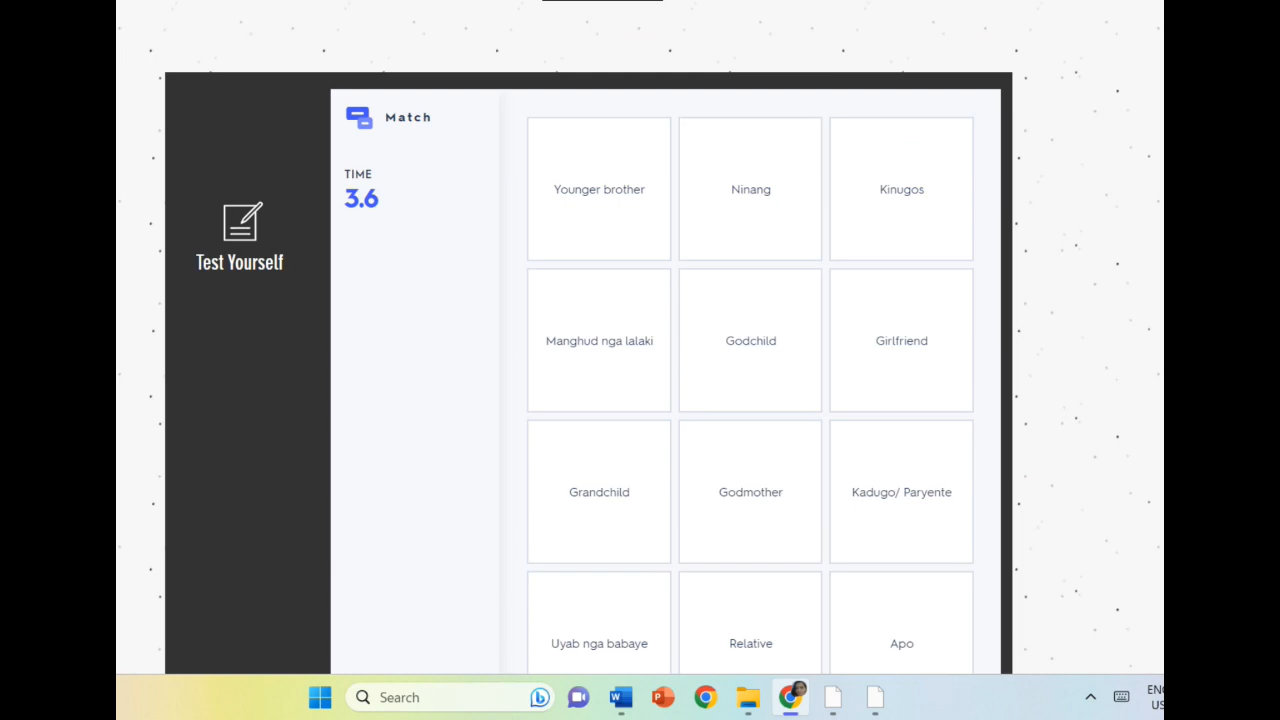 Match
TIME
3.6
Test Yourself
Younger brother
Ninang
Kinugos
Manghud nga lalaki
Godchild
Girlfriend
Grandchild
Godmother
Kadugo/ Paryente
Uyab nga babaye
Relative
Apo
Search